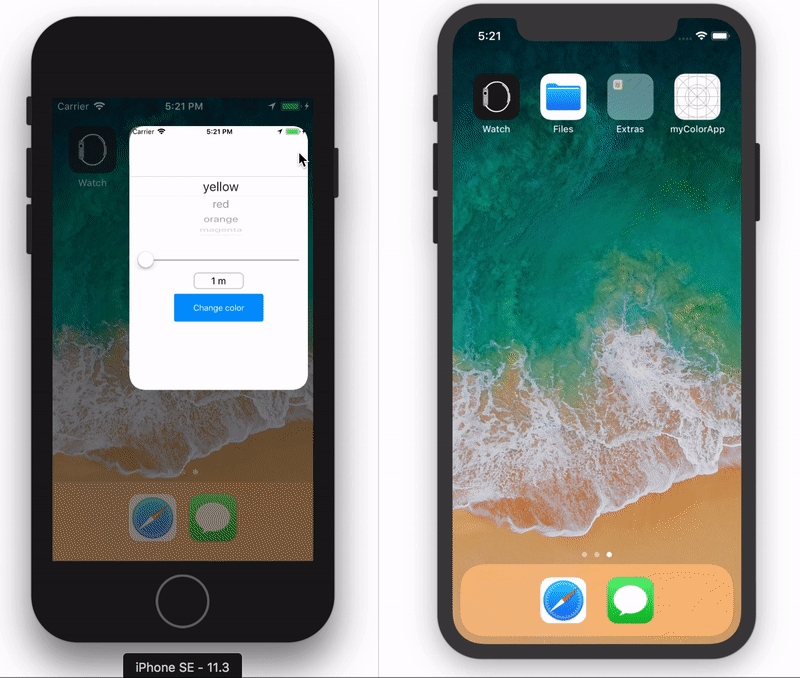 Carrier 5:21 PM
Watch
Carrier 5:21 PM
yellow
red
orange
magenta
1 m
Change color
iPhone SE - 11.3
5:21
Watch Files Extras myColorApp